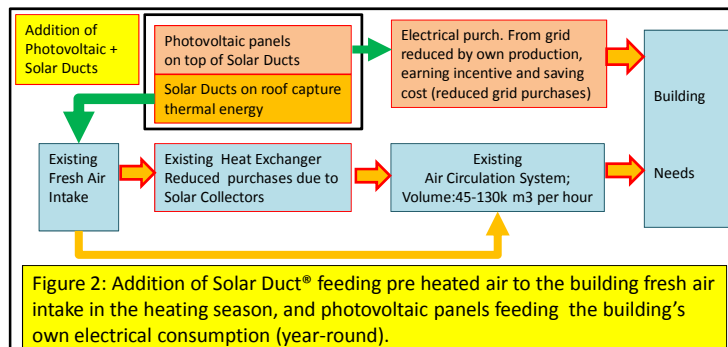 Addition of
Photovoltaic +
Solar Ducts
Photovoltaic panels
on top of Solar Ducts
Solar Ducts on roof capture
thermal energy
Electrical purch. From grid
reduced by own production,
earning incentive and saving
cost (reduced grid purchases)
Building
Needs
Existing
Fresh Air
Intake
Existing Heat Exchanger
Reduced purchases due to
Solar Collectors
Existing
Air Circulation System;
Volume:45-130k m3 per hour
Figure 2: Addition of Solar Duct® feeding pre heated air to the building fresh air
intake in the heating season, and photovoltaic panels feeding the building’s
own electrical consumption (year-round).